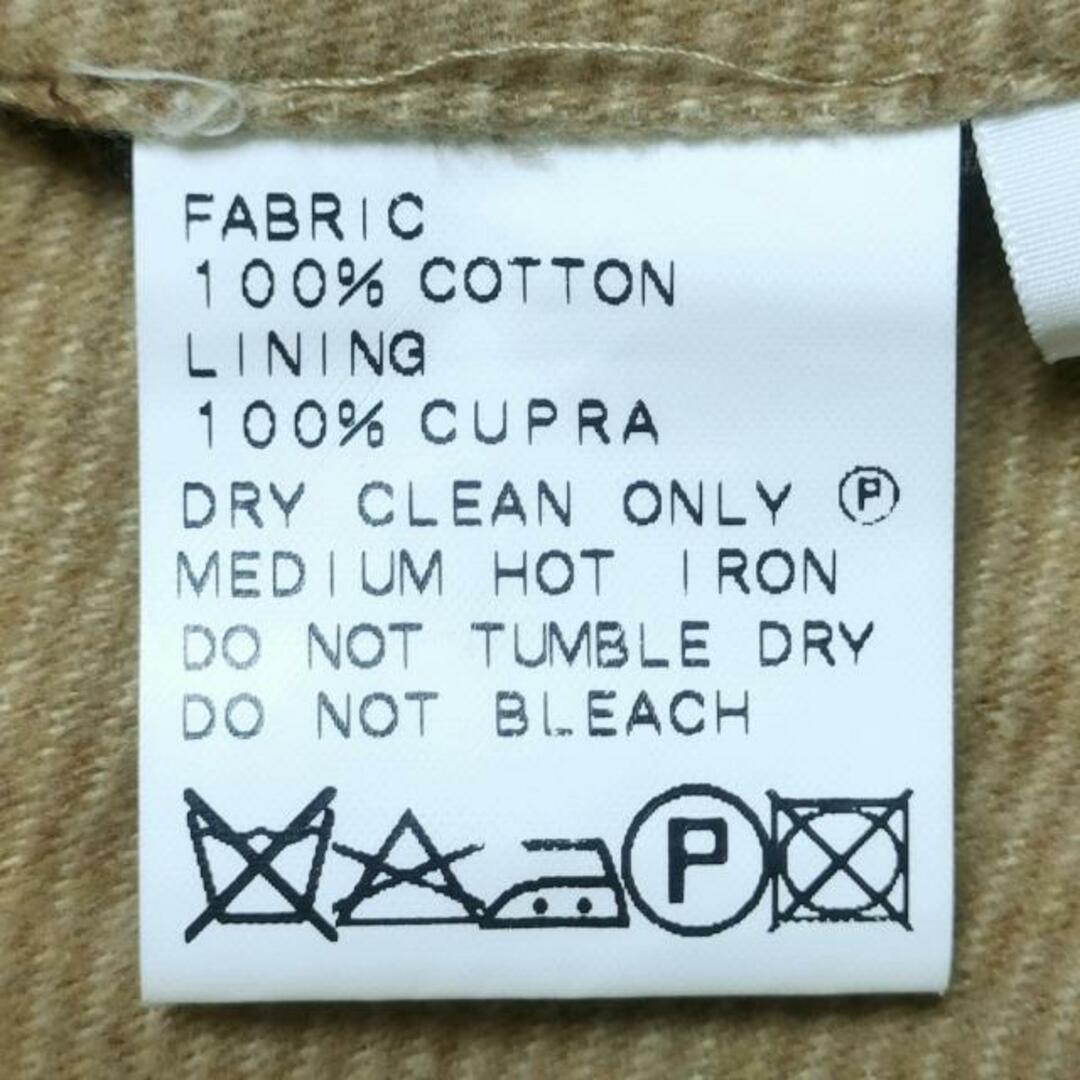 FABRIC
100% COTTON
LINING
100% CUPRA
DRY CLEAN ONLY Ⓟ
MEDIUM HOT IRON
DO NOT TUMBLE DRY
DO NOT BLEACH
P